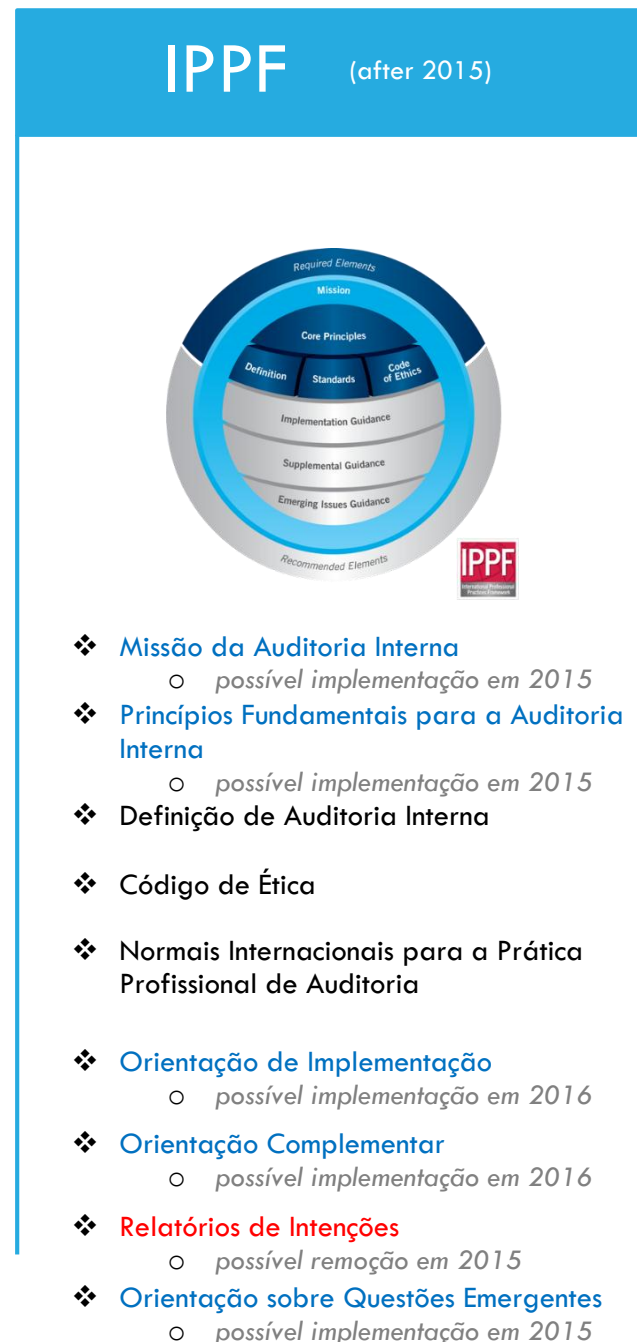 IPPF (after 2015)
Required Elements
Mission
Core Principles
Definition
Standards
Code
of Ethics
Implementation Guidance
Supplemental Guidance
Emerging Issues Guidance
Recommended Elements
IPPF
International Professional
Practices Framework
❖ Missão da Auditoria Interna
o possível implementação em 2015
❖ Princípios Fundamentais para a Auditoria
Interna
o possível implementação em 2015
❖ Definição de Auditoria Interna
❖ Código de Ética
❖ Normais Internacionais para a Prática
Profissional de Auditoria
❖ Orientação de Implementação
o possível implementação em 2016
❖ Orientação Complementar
o possível implementação em 2016
❖ Relatórios de Intenções
o possível remoção em 2015
❖ Orientação sobre Questões Emergentes
o possível implementação em 2015